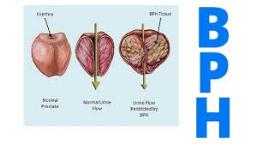 Urethra
BPH Tissue
Normal
Prostate
Normal Urine
Flow
Urine Flow
Restricted by
BPH
B
P
H